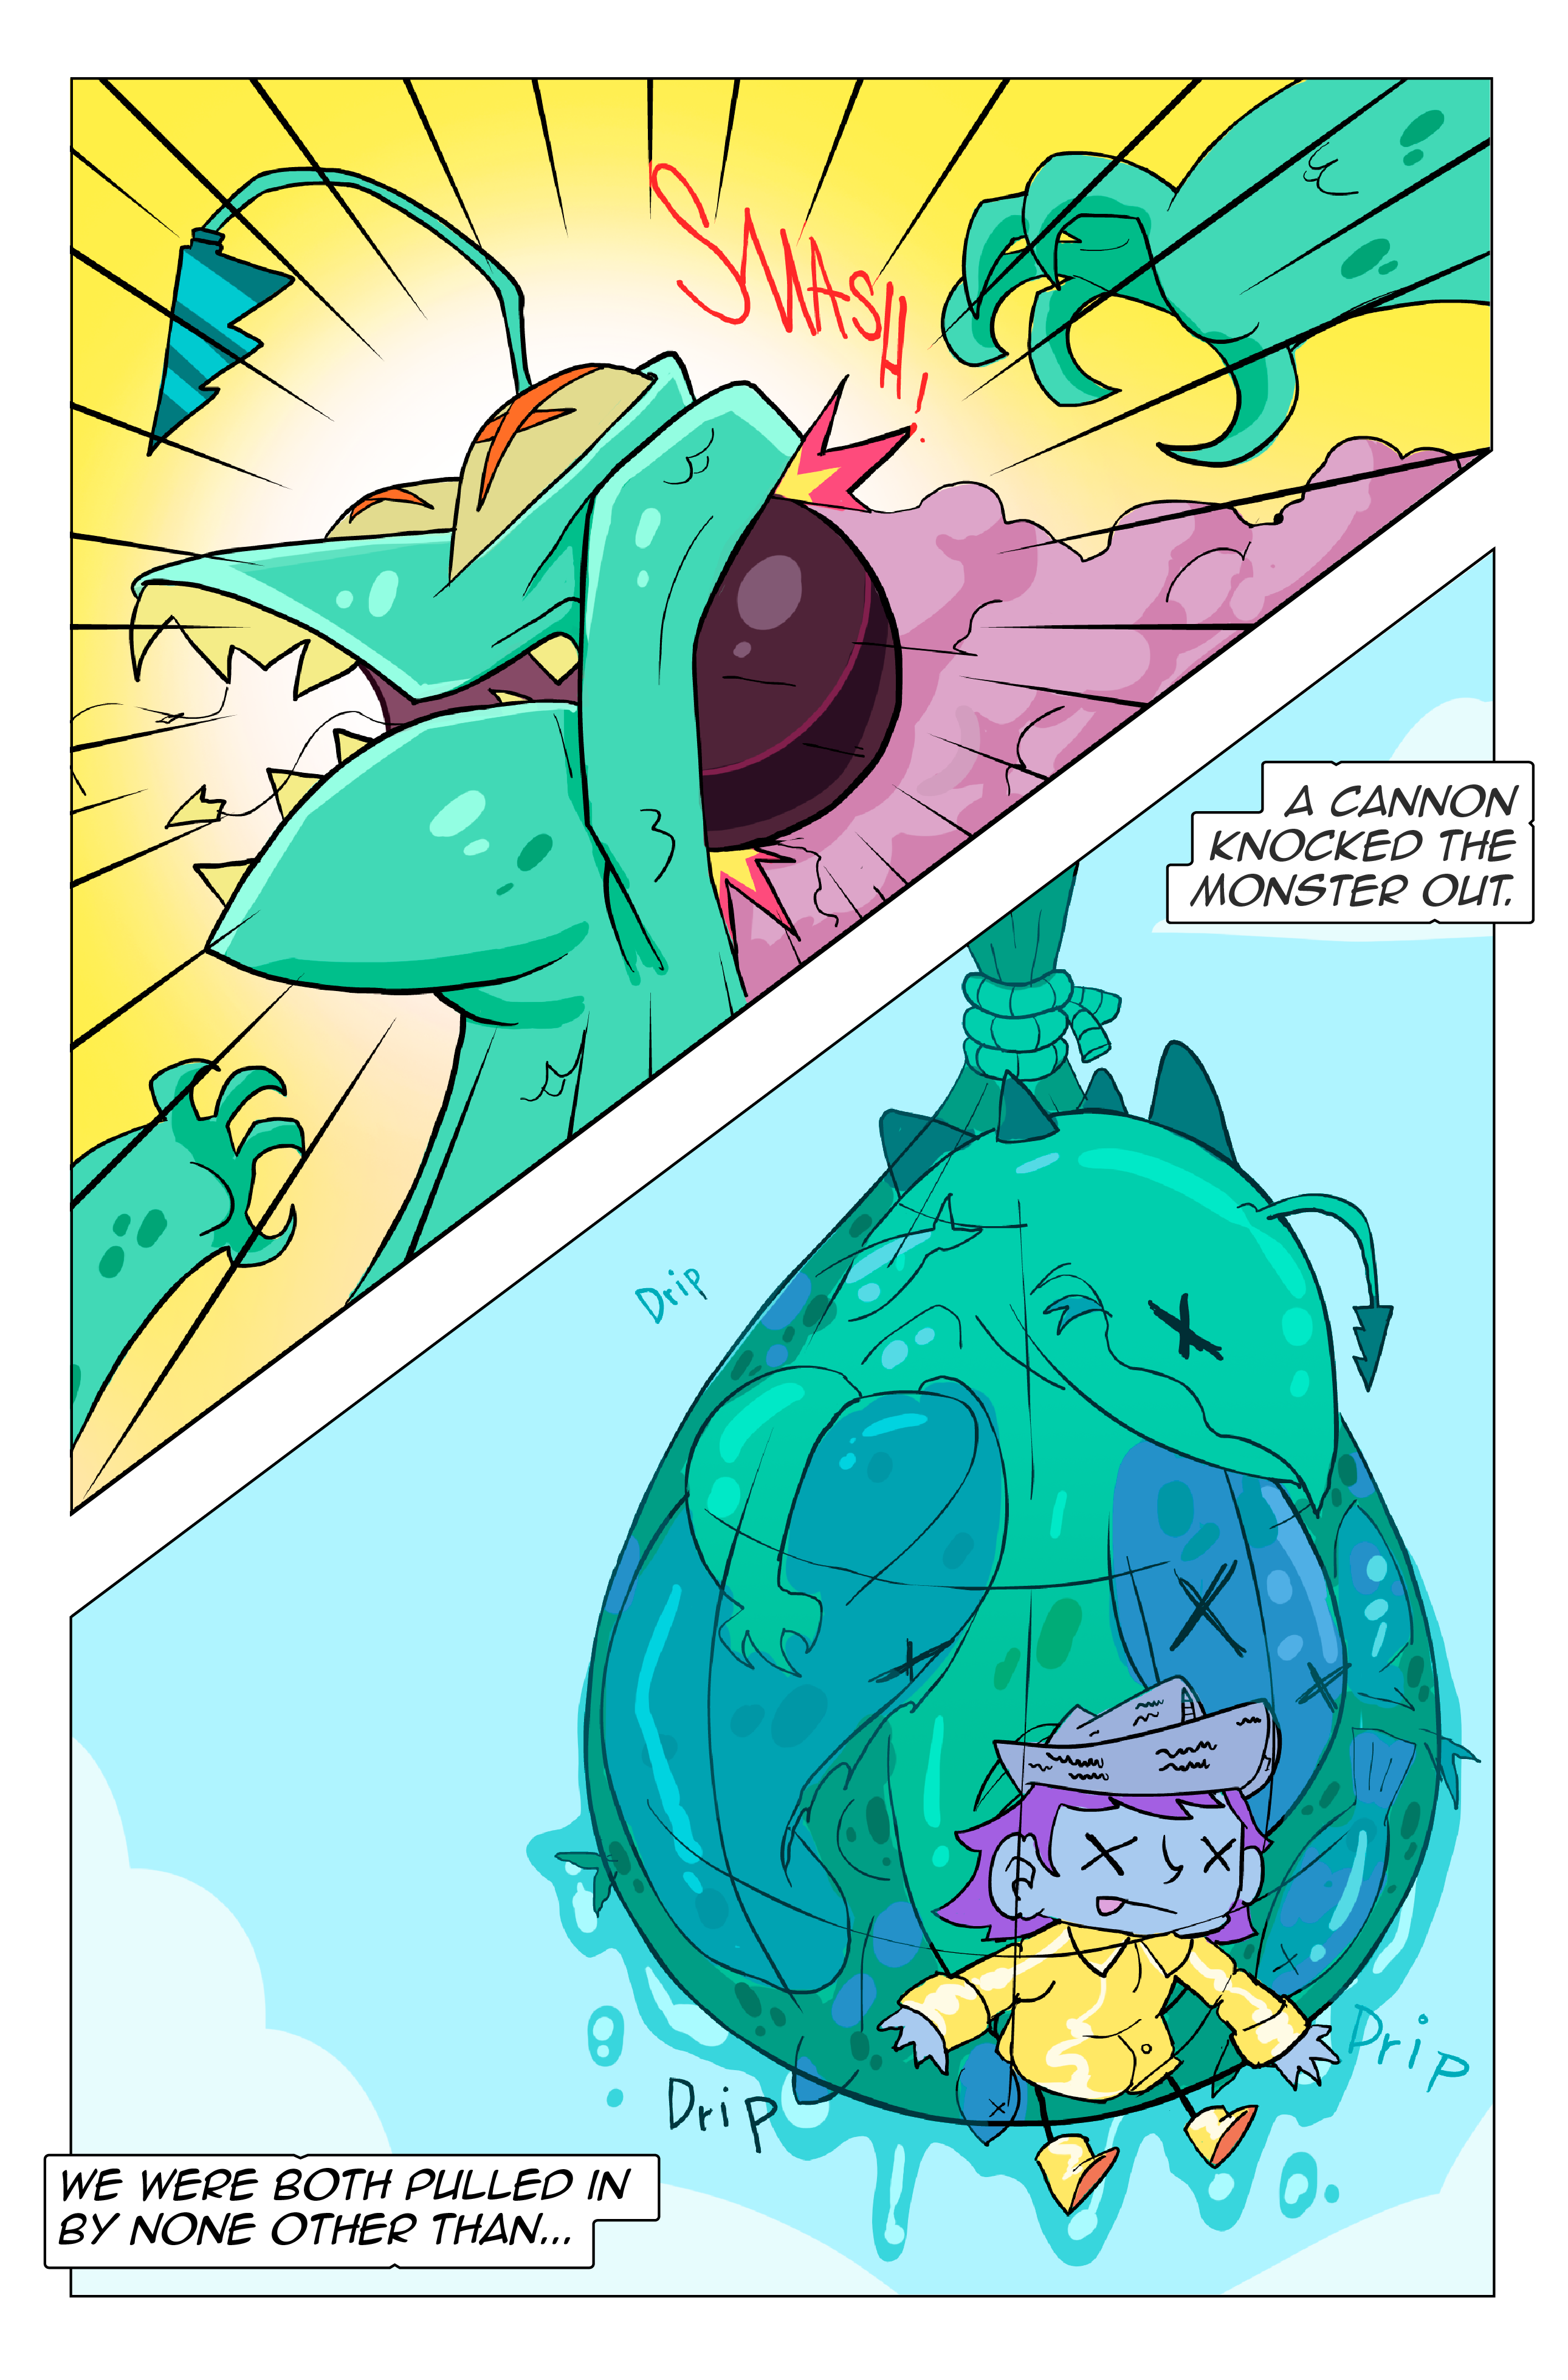 SMASH!
A CANNON
KNOCKED THE
MONSTER OUT.
Drip
Drip
Drip
WE WERE BOTH PULLED IN
BY NONE OTHER THAN...